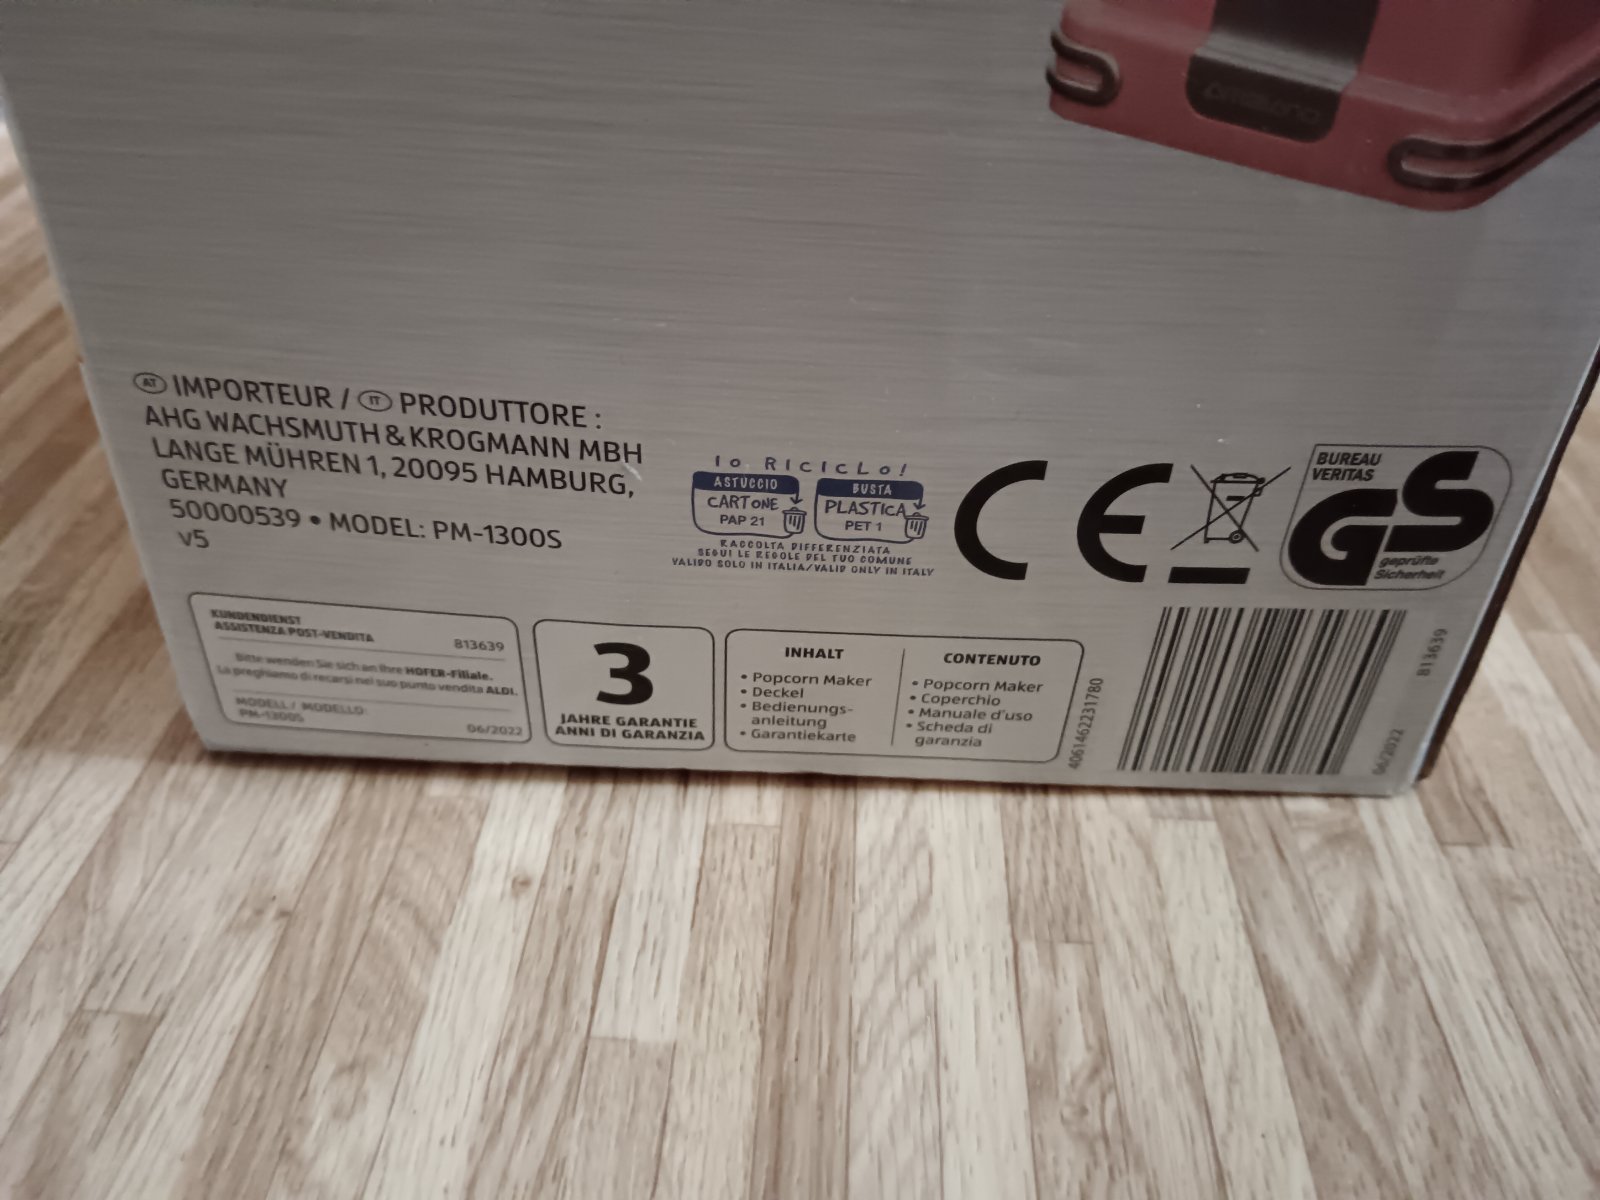 AT IMPORTEUR / IT PRODUTTORE :
AHG WACHSMUTH & KROGMANN MBH
LANGE MÜHREN 1, 20095 HAMBURG,
GERMANY
50000539 • MODEL: PM-1300S
v5
Io RICICLo!
ASTUCCIO
CARTONE
PAP 21
BUSTA
PLASTICA
PET 1
RACCOLTA DIFFERENZIATA
SEGUI LE REGOLE DEL TUO COMUNE
VALIDO SOLO IN ITALIA/VALID ONLY IN ITALY
CE
BUREAU
VERITAS
GS
geprüfte
Sicherheit
KUNDENDIENST
ASSISTENZA POST-VENDITA
813639
Bitte wenden Sie sich an Ihre HOFER-Filiale.
La preghiamo di recarsi nel suo punto vendita ALDI.
MODELL / MODELLO:
PM-1300S
06/2022
3
JAHRE GARANTIE
ANNI DI GARANZIA
INHALT
• Popcorn Maker
• Deckel
• Bedienungs-
anleitung
• Garantiekarte
CONTENUTO
• Popcorn Maker
• Coperchio
• Manuale d'uso
• Scheda di
garanzia
4061462231780
813639
06/2022